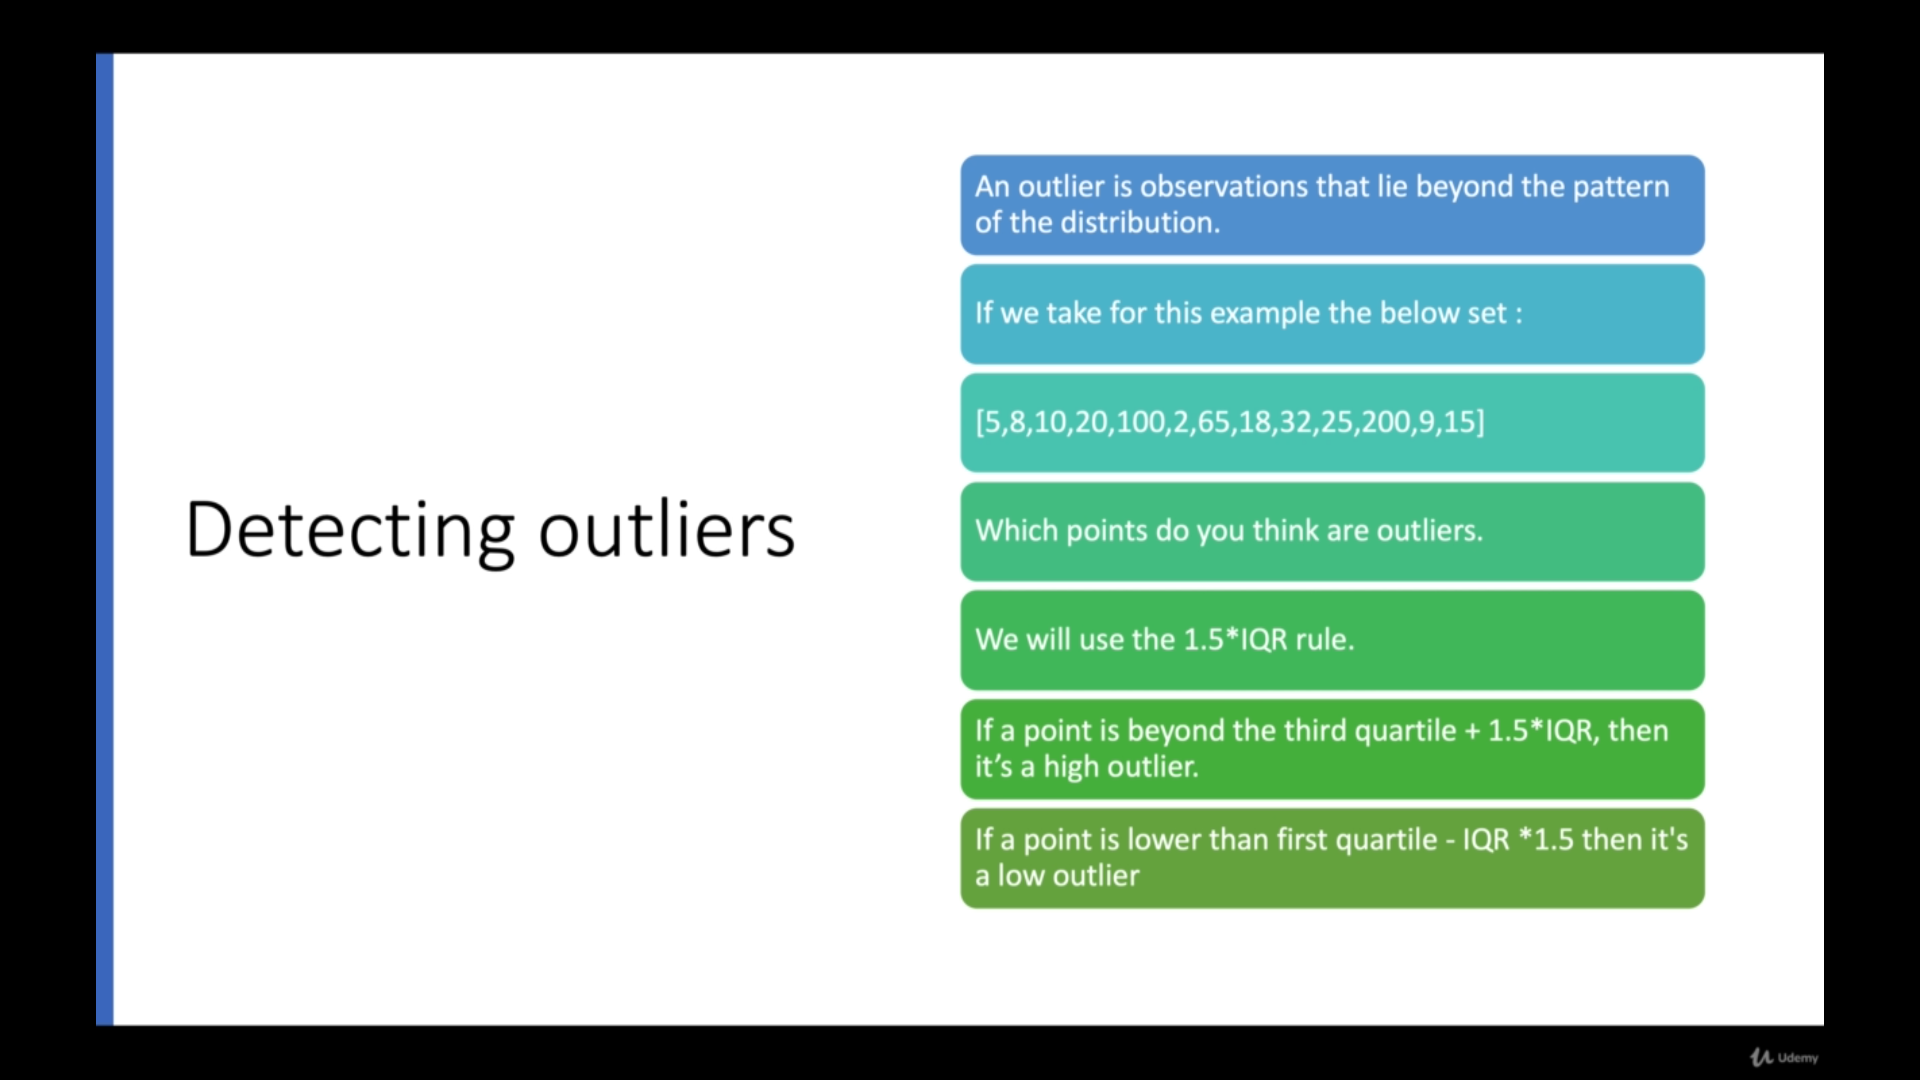 Detecting outliers
An outlier is observations that lie beyond the pattern
of the distribution.
If we take for this example the below set :
[5,8,10,20,100,2,65,18,32,25,200,9,15]
Which points do you think are outliers.
We will use the 1.5*IQR rule.
If a point is beyond the third quartile + 1.5*IQR, then
it’s a high outlier.
If a point is lower than first quartile - IQR *1.5 then it's
a low outlier
Udemy